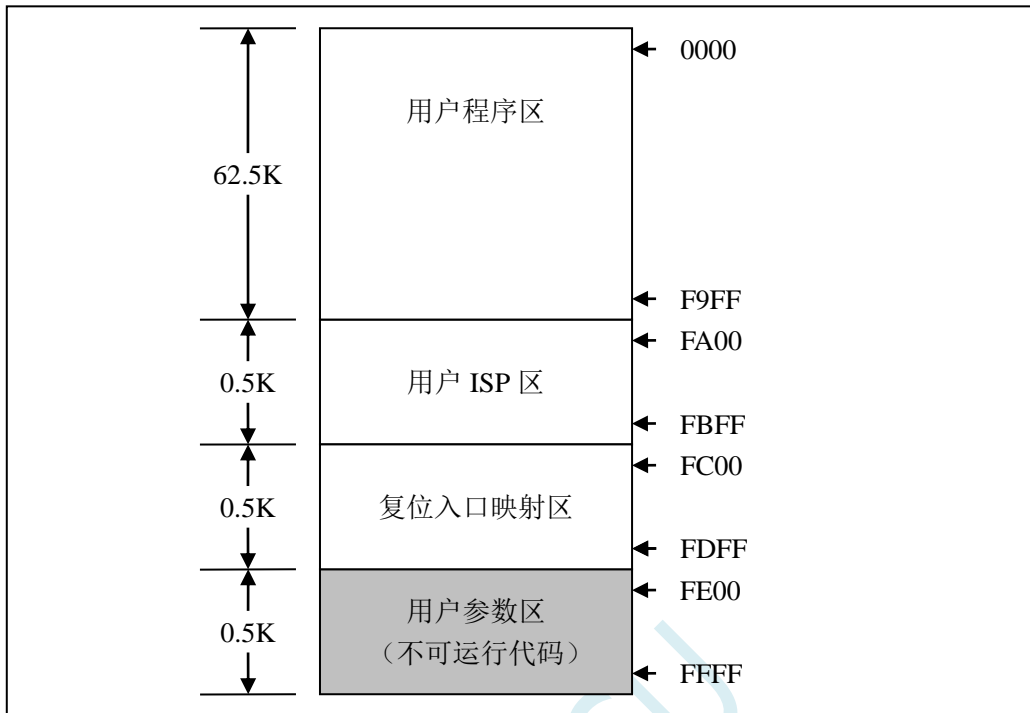 0000
用户程序区
62.5K
F9FF
FA00
用户 ISP 区
0.5K
FBFF
FC00
复位入口映射区
0.5K
FDFF
FE00
用户参数区
0.5K
（不可运行代码）
FFFF